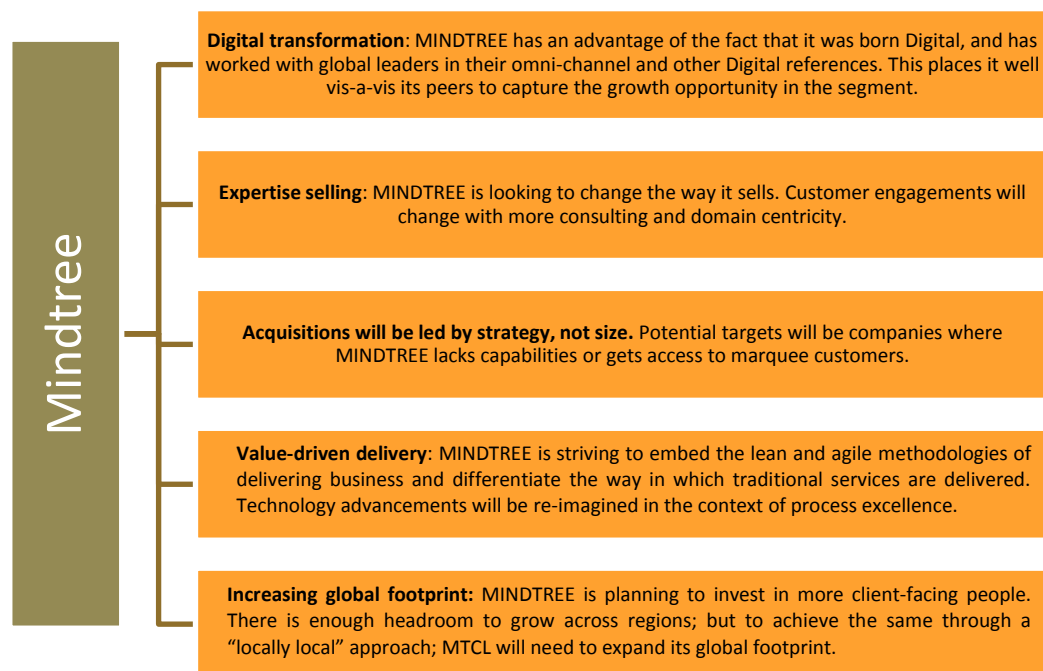 Mindtree
Digital transformation: MINDTREE has an advantage of the fact that it was born Digital, and has
worked with global leaders in their omni-channel and other Digital references. This places it well
vis-a-vis its peers to capture the growth opportunity in the segment.
Expertise selling: MINDTREE is looking to change the way it sells. Customer engagements will
change with more consulting and domain centricity.
Acquisitions will be led by strategy, not size. Potential targets will be companies where
MINDTREE lacks capabilities or gets access to marquee customers.
Value-driven delivery: MINDTREE is striving to embed the lean and agile methodologies of
delivering business and differentiate the way in which traditional services are delivered.
Technology advancements will be re-imagined in the context of process excellence.
Increasing global footprint: MINDTREE is planning to invest in more client-facing people.
There is enough headroom to grow across regions; but to achieve the same through a
“locally local” approach; MTCL will need to expand its global footprint.